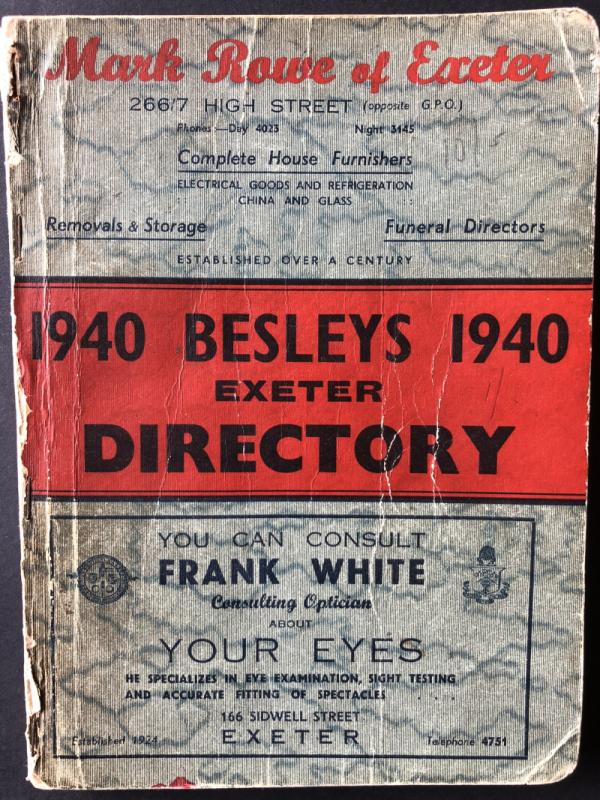 Mark Rowe of Exeter
266/7 HIGH STREET (opposite G.P.O.)
Phones—Day 4023 Night 3145
Complete House Furnishers
ELECTRICAL GOODS AND REFRIGERATION
: : CHINA AND GLASS : :
Removals & Storage Funeral Directors
ESTABLISHED OVER A CENTURY
1940 BESLEYS 1940
EXETER
DIRECTORY
YOU CAN CONSULT
FRANK WHITE
Consulting Optician
ABOUT
YOUR EYES
HE SPECIALIZES IN EYE EXAMINATION, SIGHT TESTING
AND ACCURATE FITTING OF SPECTACLES . . .
166 SIDWELL STREET
Established 1924 EXETER Telephone 4751